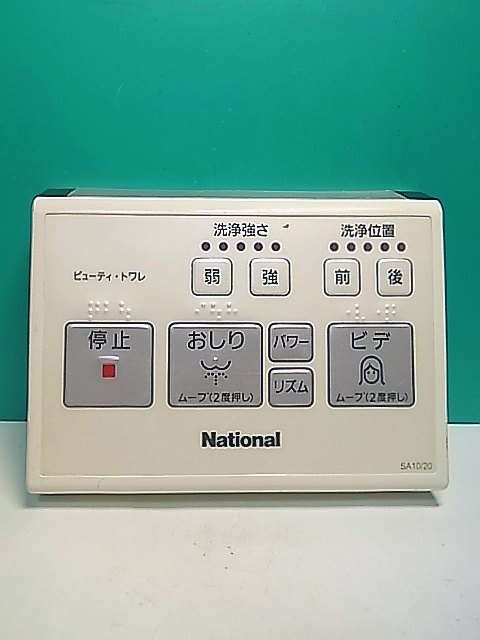 洗浄強さ
洗浄位置
弱 強 前 後
ビューティ・トワレ
停止
おしり
パワー
ビデ
リズム
ムーブ(2度押し)
ムーブ(2度押し)
National
SA10/20